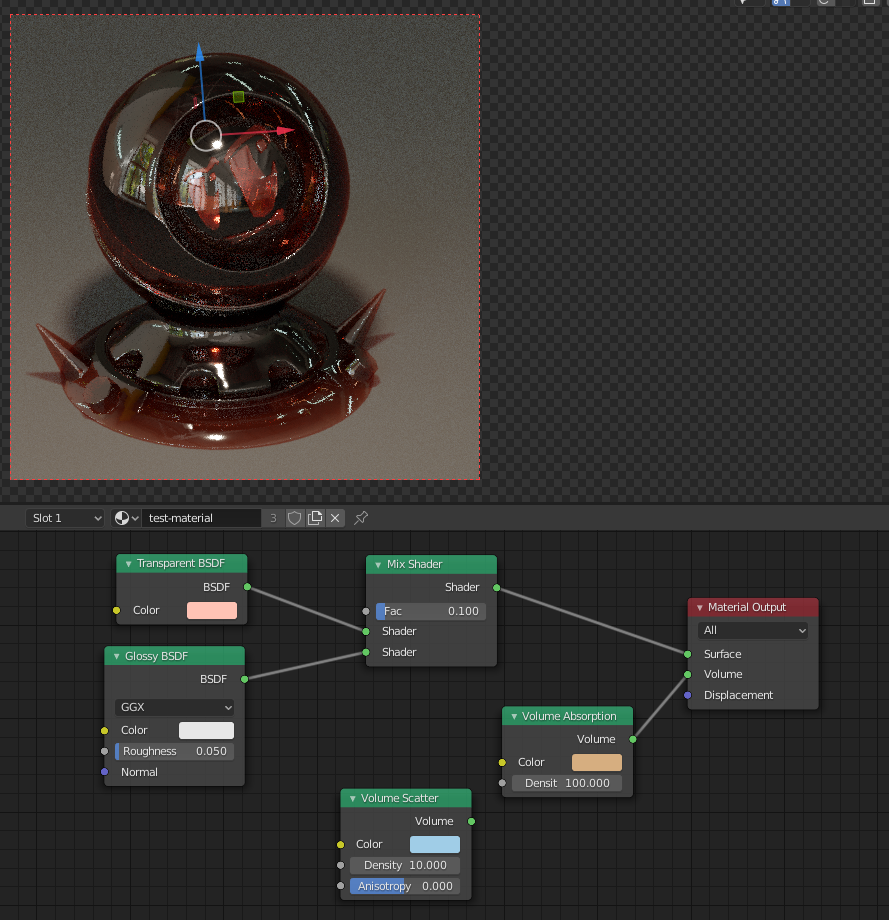 Slot 1
test-material
3
Transparent BSDF
BSDF
Color
Glossy BSDF
BSDF
GGX
Color
Roughness 0.050
Normal
Mix Shader
Shader
Fac 0.100
Shader
Shader
Material Output
All
Surface
Volume
Displacement
Volume Absorption
Volume
Color
Densit 100.000
Volume Scatter
Volume
Color
Density 10.000
Anisotropy 0.000